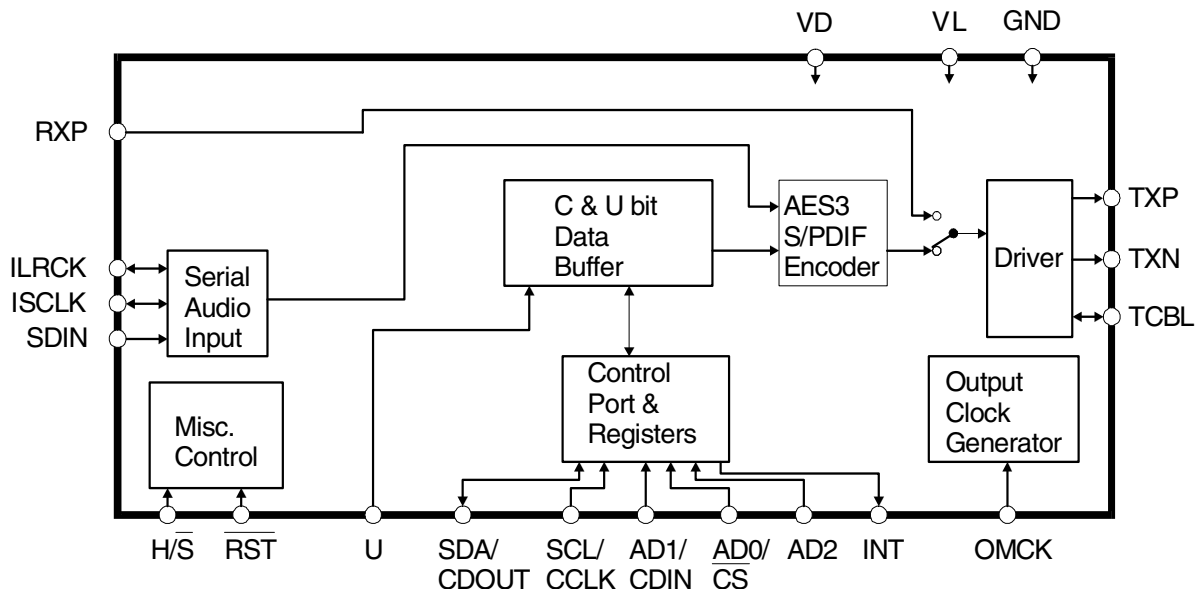 VD
VL
GND
RXP
C & U bit
Data
Buffer
AES3
S/PDIF
Encoder
Driver
TXP
TXN
TCBL
ILRCK
ISCLK
SDIN
Serial
Audio
Input
Misc.
Control
Control
Port &
Registers
Output
Clock
Generator
H/S̅
R̅S̅T̅
U
SDA/
CDOUT
SCL/
CCLK
AD1/
CDIN
AD0/
C̅S̅
AD2
INT
OMCK